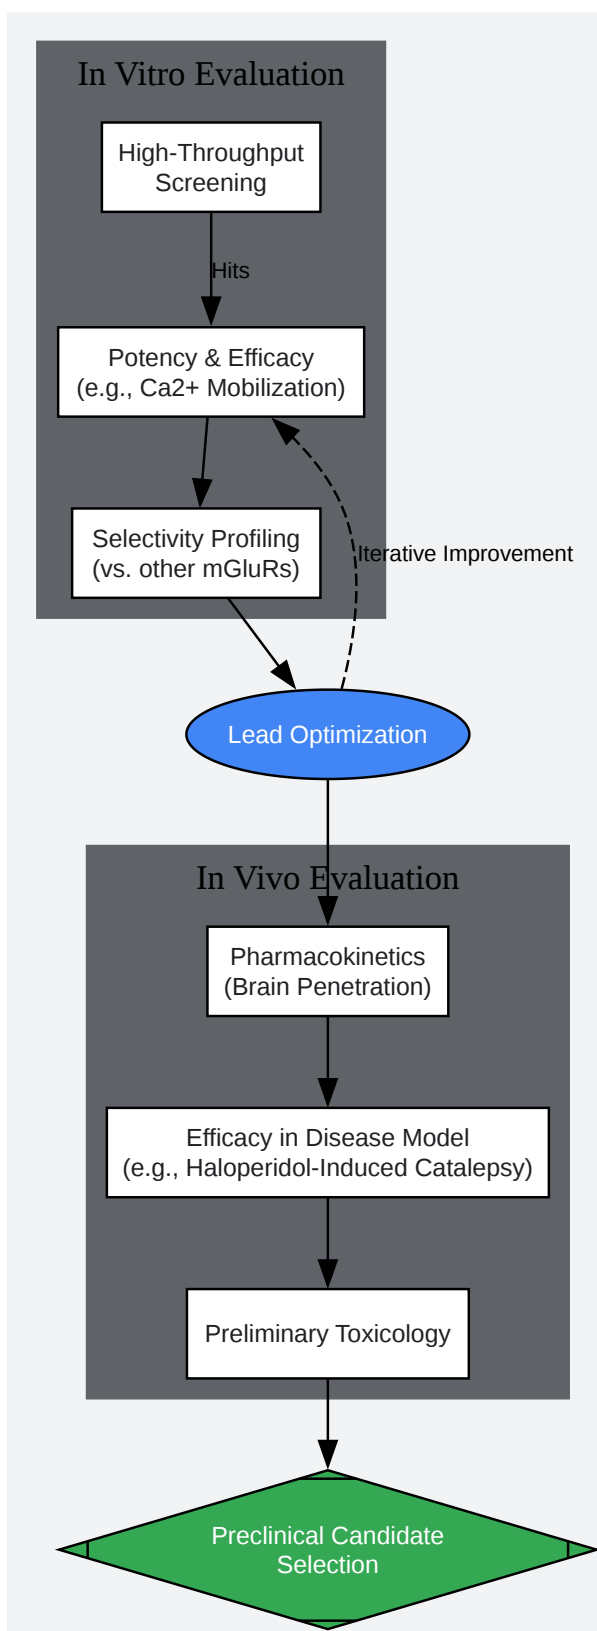 In Vitro Evaluation
High-Throughput
Screening
Hits
Potency & Efficacy
(e.g., Ca2+ Mobilization)
Selectivity Profiling
(vs. other mGluRs)
Iterative Improvement
Lead Optimization
In Vivo Evaluation
Pharmacokinetics
(Brain Penetration)
Efficacy in Disease Model
(e.g., Haloperidol-Induced Catalepsy)
Preliminary Toxicology
Preclinical Candidate
Selection